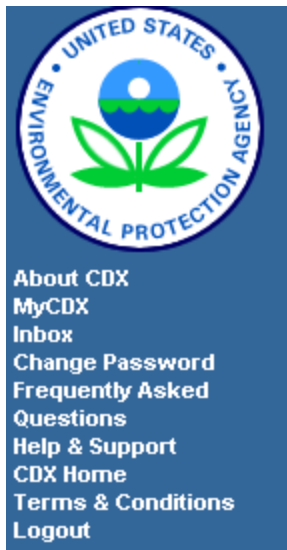 UNITED STATES
ENVIRONMENTAL PROTECTION AGENCY
About CDX
MyCDX
Inbox
Change Password
Frequently Asked
Questions
Help & Support
CDX Home
Terms & Conditions
Logout